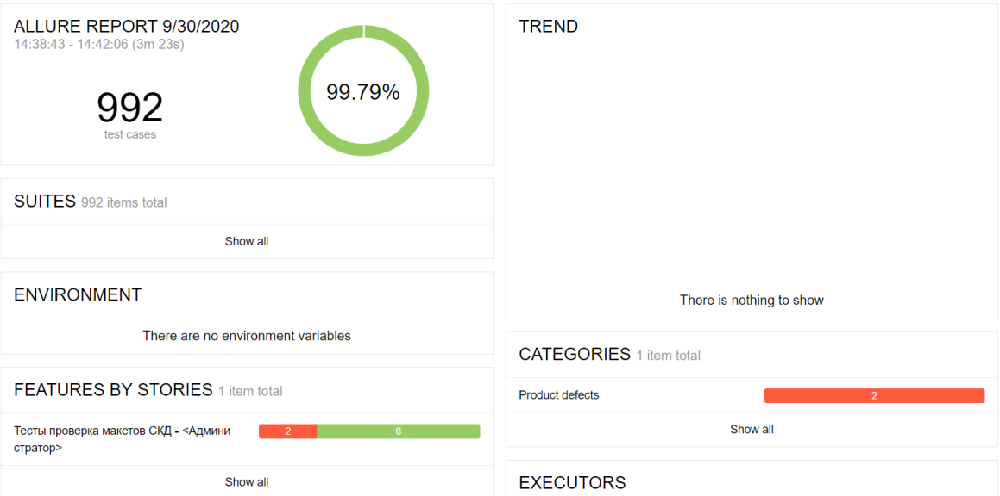 ALLURE REPORT 9/30/2020
14:38:43 - 14:42:06 (3m 23s)
992
test cases
99.79%
SUITES 992 items total
Show all
ENVIRONMENT
There are no environment variables
FEATURES BY STORIES 1 item total
Тесты проверка макетов СКД - <Админи
стратор>
2
6
Show all
TREND
There is nothing to show
CATEGORIES 1 item total
Product defects
2
Show all
EXECUTORS